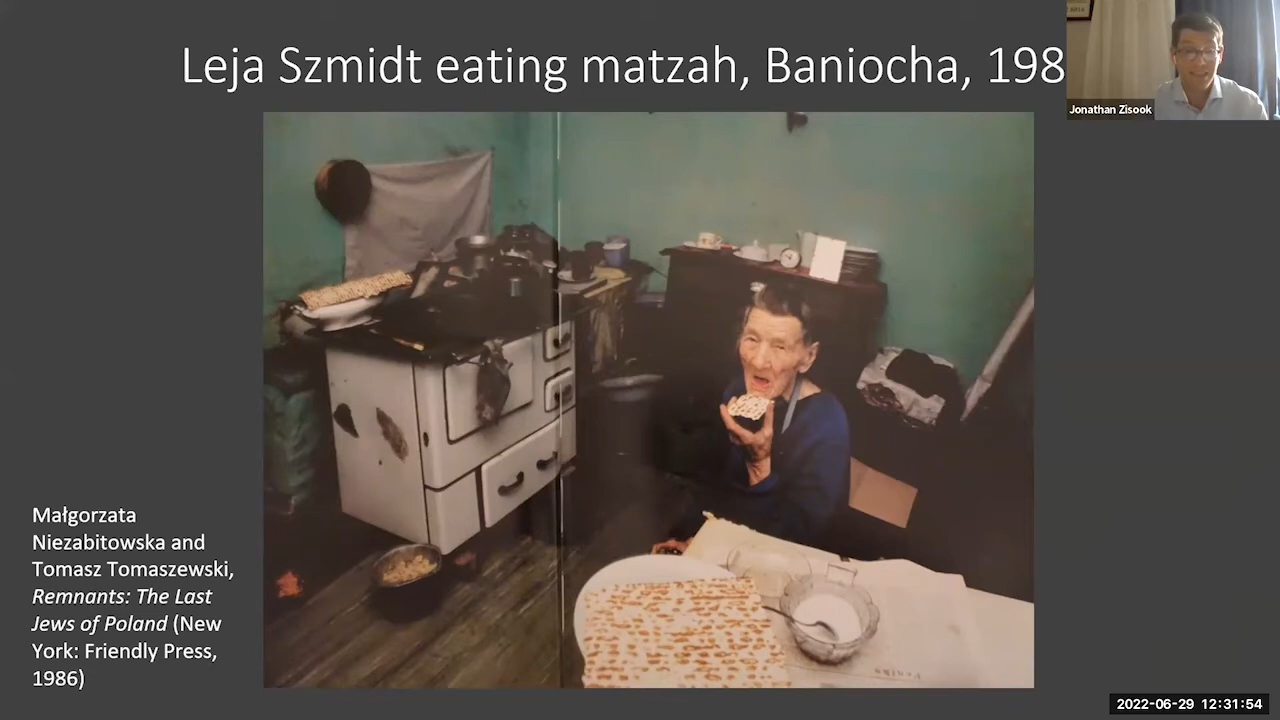 Leja Szmidt eating matzah, Baniocha, 198
Jonathan Zisook
Małgorzata
Niezabitowska and
Tomasz Tomaszewski,
Remnants: The Last
Jews of Poland (New
York: Friendly Press,
1986)
2022-06-29 12:31:54